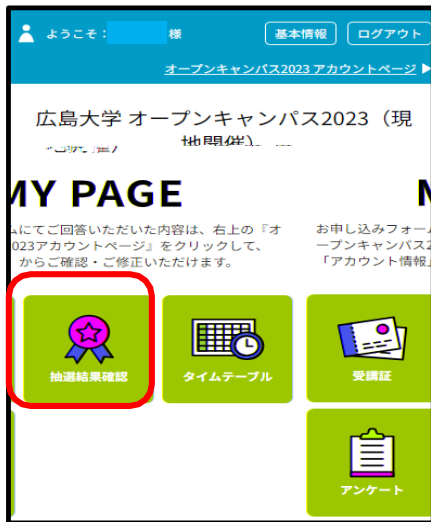 ようこそ： 様 基本情報 ログアウト
オープンキャンパス2023 アカウントページ ▶
広島大学 オープンキャンパス2023（現
地開催）
MY PAGE
にてご回答いただいた内容は、右上の『オ
023アカウントページ』をクリックして、
からご確認・ご修正いただけます。
お申し込みフォーム
ープンキャンパス2
「アカウント情報」
抽選結果確認
タイムテーブル
受講証
アンケート